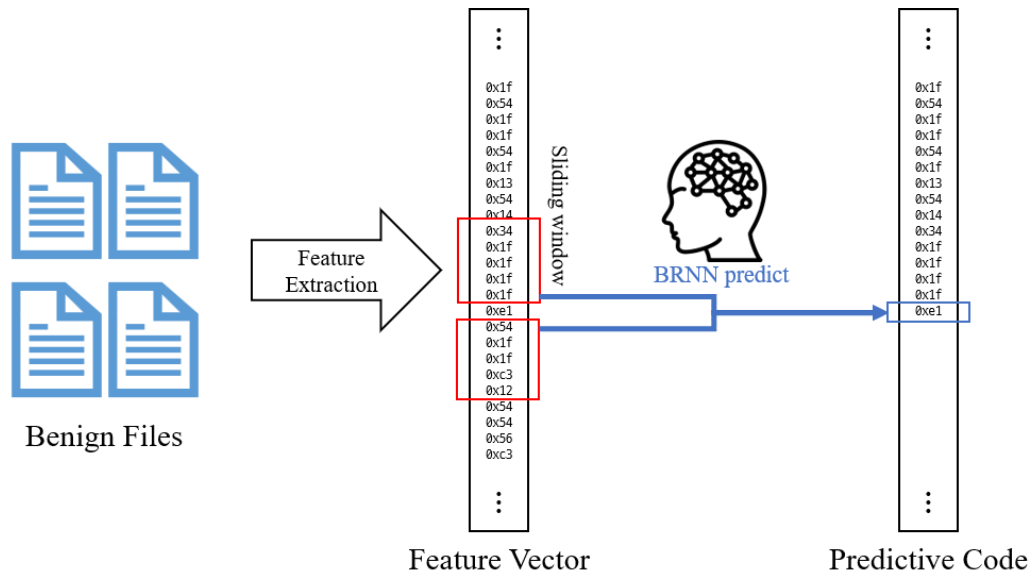 Benign Files
Feature
Extraction
⋮
0x1f
0x54
0x1f
0x1f
0x54
0x1f
0x13
0x54
0x14
0x34
0x1f
0x1f
0x1f
0x1f
0xe1
0x54
0x1f
0x1f
0xc3
0x12
0x54
0x54
0x56
0xc3
⋮
Feature Vector
Sliding window
BRNN predict
⋮
0x1f
0x54
0x1f
0x1f
0x54
0x1f
0x13
0x54
0x14
0x34
0x1f
0x1f
0x1f
0x1f
0xe1
⋮
Predictive Code